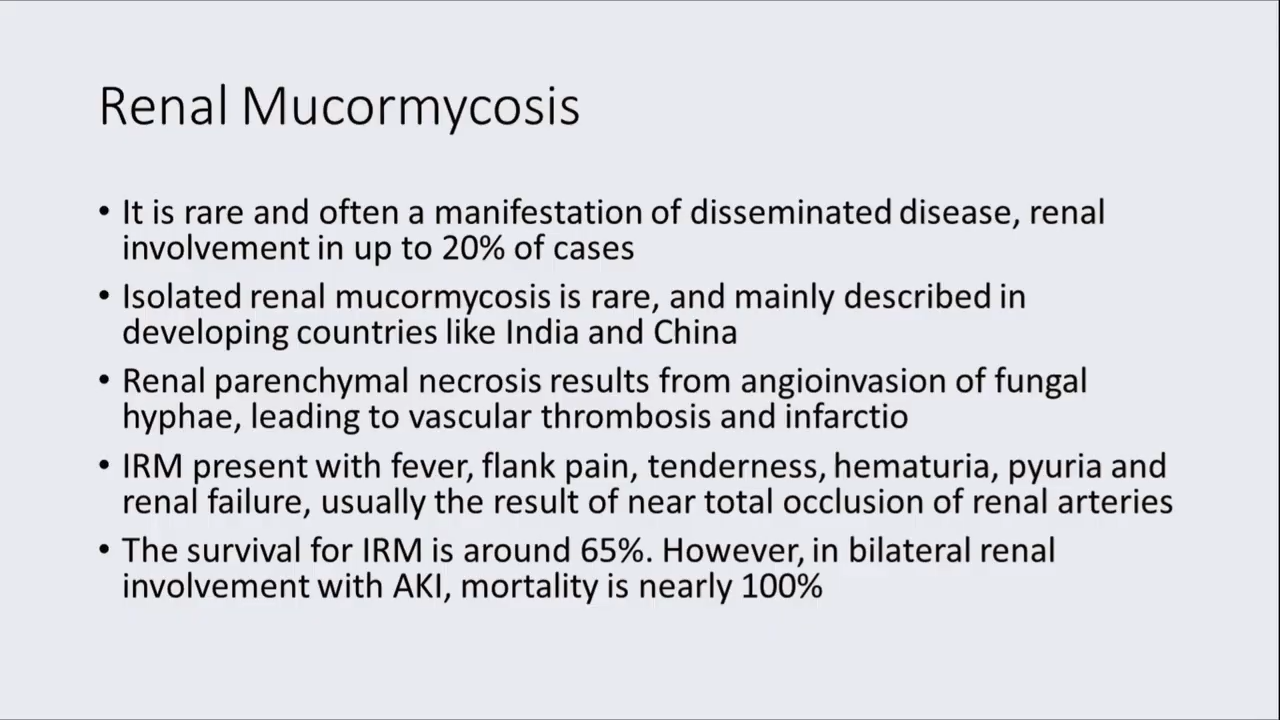 Renal Mucormycosis
• It is rare and often a manifestation of disseminated disease, renal
involvement in up to 20% of cases
• Isolated renal mucormycosis is rare, and mainly described in
developing countries like India and China
• Renal parenchymal necrosis results from angioinvasion of fungal
hyphae, leading to vascular thrombosis and infarctio
• IRM present with fever, flank pain, tenderness, hematuria, pyuria and
renal failure, usually the result of near total occlusion of renal arteries
• The survival for IRM is around 65%. However, in bilateral renal
involvement with AKI, mortality is nearly 100%